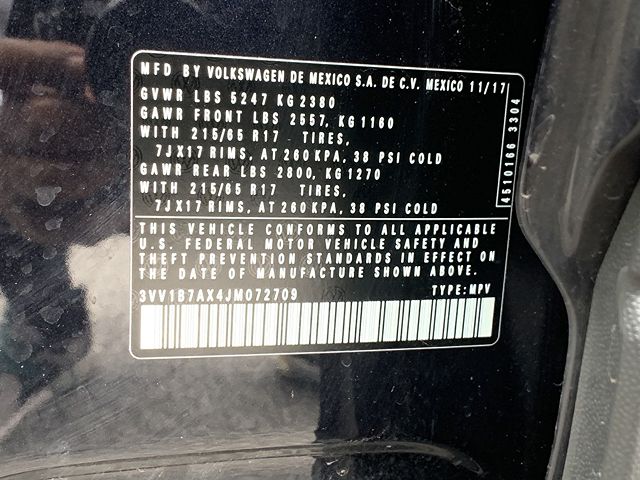 MFD BY VOLKSWAGEN DE MEXICO S.A. DE C.V. MEXICO 11/17
GVWR LBS 5247 KG 2380
GAWR FRONT LBS 2557, KG 1160
WITH 215/65 R17 TIRES,
7JX17 RIMS, AT 260 KPA, 38 PSI COLD
GAWR REAR LBS 2800, KG 1270
WITH 215/65 R17 TIRES,
7JX17 RIMS, AT 260 KPA, 38 PSI COLD
4510166 3304
THIS VEHICLE CONFORMS TO ALL APPLICABLE
U.S. FEDERAL MOTOR VEHICLE SAFETY AND
THEFT PREVENTION STANDARDS IN EFFECT ON
THE DATE OF MANUFACTURE SHOWN ABOVE.
3VV1B7AX4JM072709 TYPE: MPV